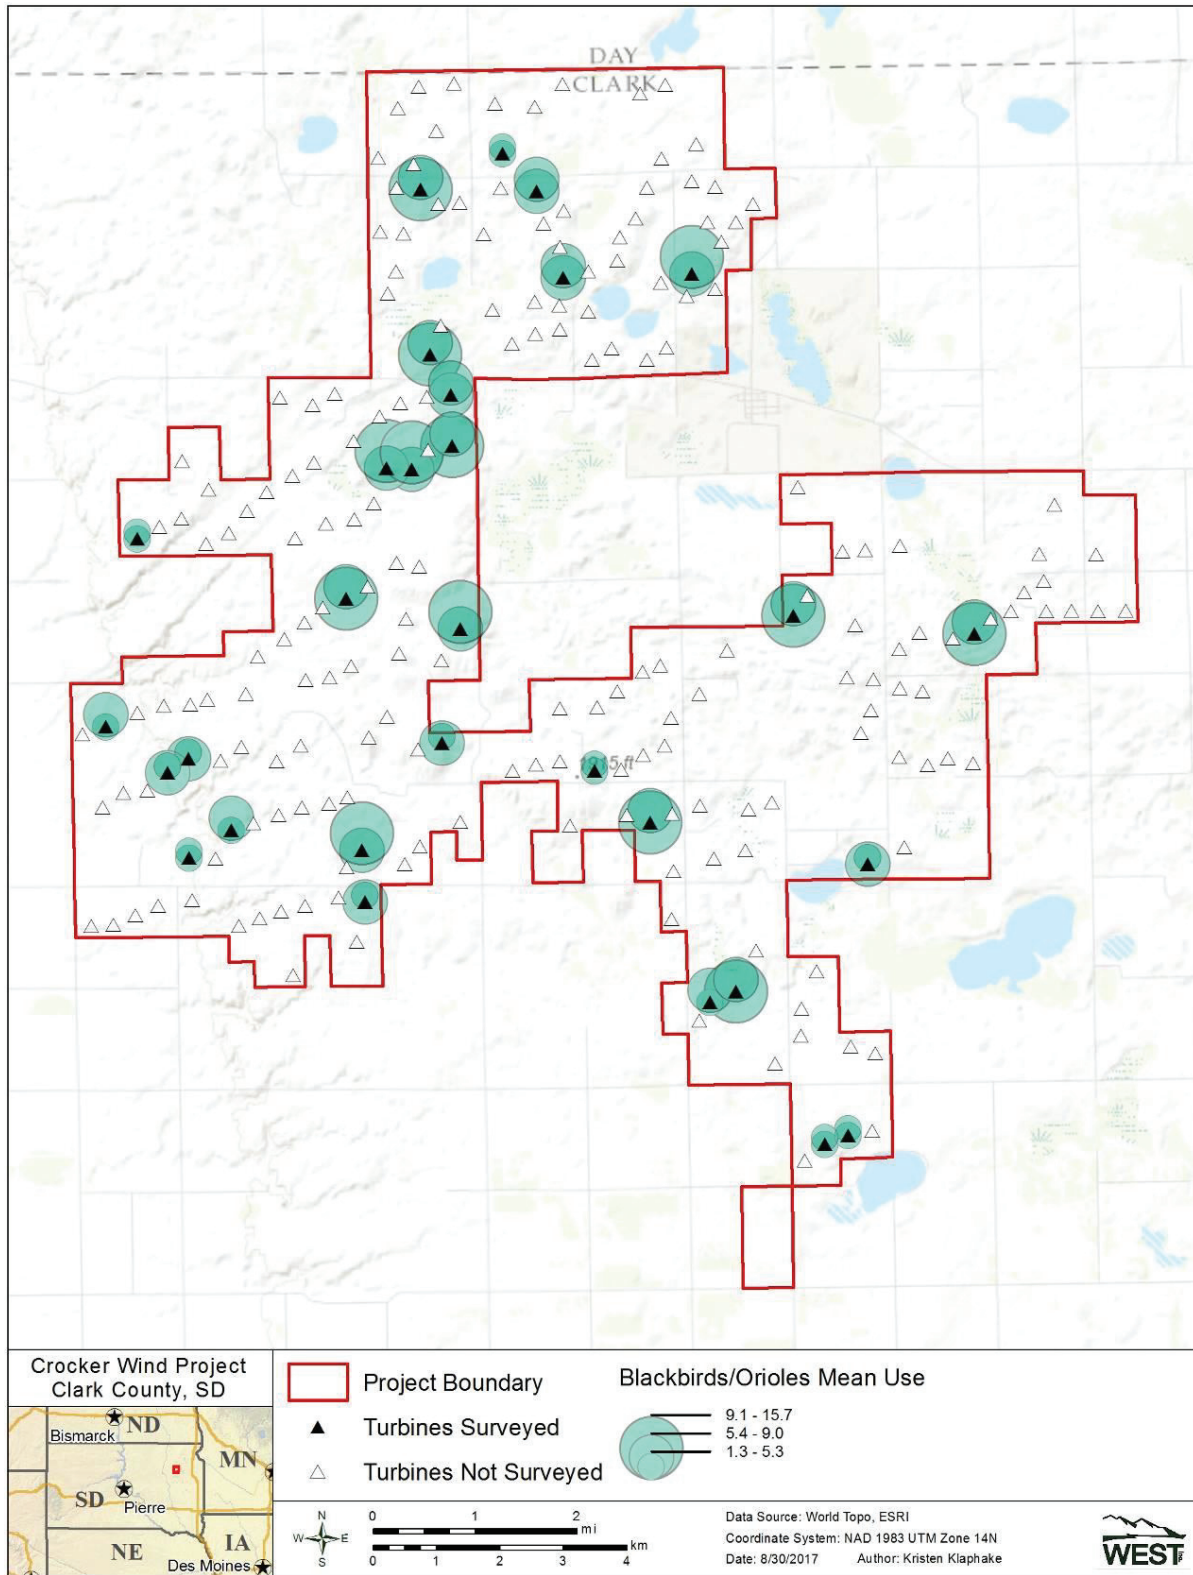 DAY
CLARK
1915 ft
Crocker Wind Project
Clark County, SD
ND
Bismarck
MN
SD
Pierre
IA
NE
Des Moines
Project Boundary
Turbines Surveyed
Turbines Not Surveyed
Blackbirds/Orioles Mean Use
9.1 - 15.7
5.4 - 9.0
1.3 - 5.3
N
W E
S
0 1 2
mi
km
0 1 2 3 4
Data Source: World Topo, ESRI
Coordinate System: NAD 1983 UTM Zone 14N
Date: 8/30/2017 Author: Kristen Klaphake
WEST